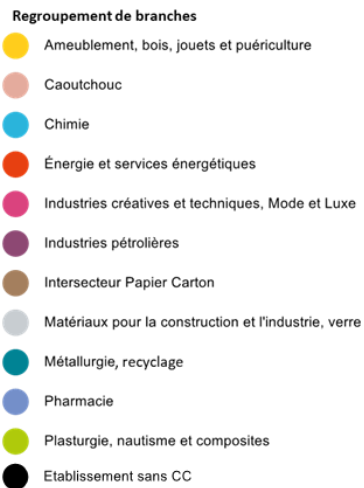 Regroupement de branches
Ameublement, bois, jouets et puériculture
Caoutchouc
Chimie
Énergie et services énergétiques
Industries créatives et techniques, Mode et Luxe
Industries pétrolières
Intersecteur Papier Carton
Matériaux pour la construction et l'industrie, verre
Métallurgie, recyclage
Pharmacie
Plasturgie, nautisme et composites
Etablissement sans CC